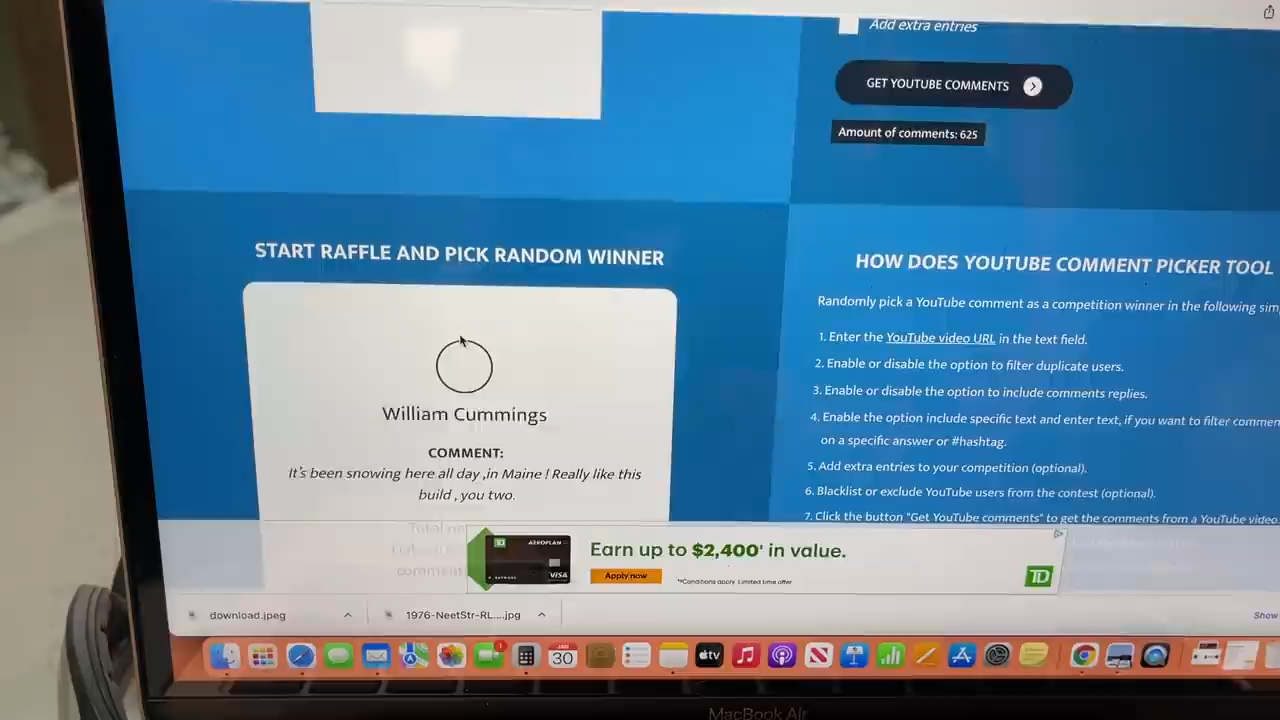 Add extra entries
GET YOUTUBE COMMENTS
Amount of comments: 625
START RAFFLE AND PICK RANDOM WINNER
William Cummings
COMMENT:
It's been snowing here all day ,in Maine ! Really like this
build , you two.
HOW DOES YOUTUBE COMMENT PICKER TOOL
Randomly pick a YouTube comment as a competition winner in the following
1. Enter the YouTube video URL in the text field.
2. Enable or disable the option to filter duplicate users.
3. Enable or disable the option to include comments replies.
4. Enable the option include specific text and enter text, if you want to filter
on a specific answer or #hashtag.
5. Add extra entries to your competition (optional).
6. Blacklist or exclude YouTube users from the contest (optional).
7. Click the button "Get YouTube comments" to get the comments from a YouTube video.
Total
TD
AEROPLAN
VISA
Earn up to $2,400† in value.
Apply now
Conditions apply. Limited time offer
TD
download.jpeg
1976-NeetStr-RL....jpg
Show
JAN
30
1
tv
MacBook Air